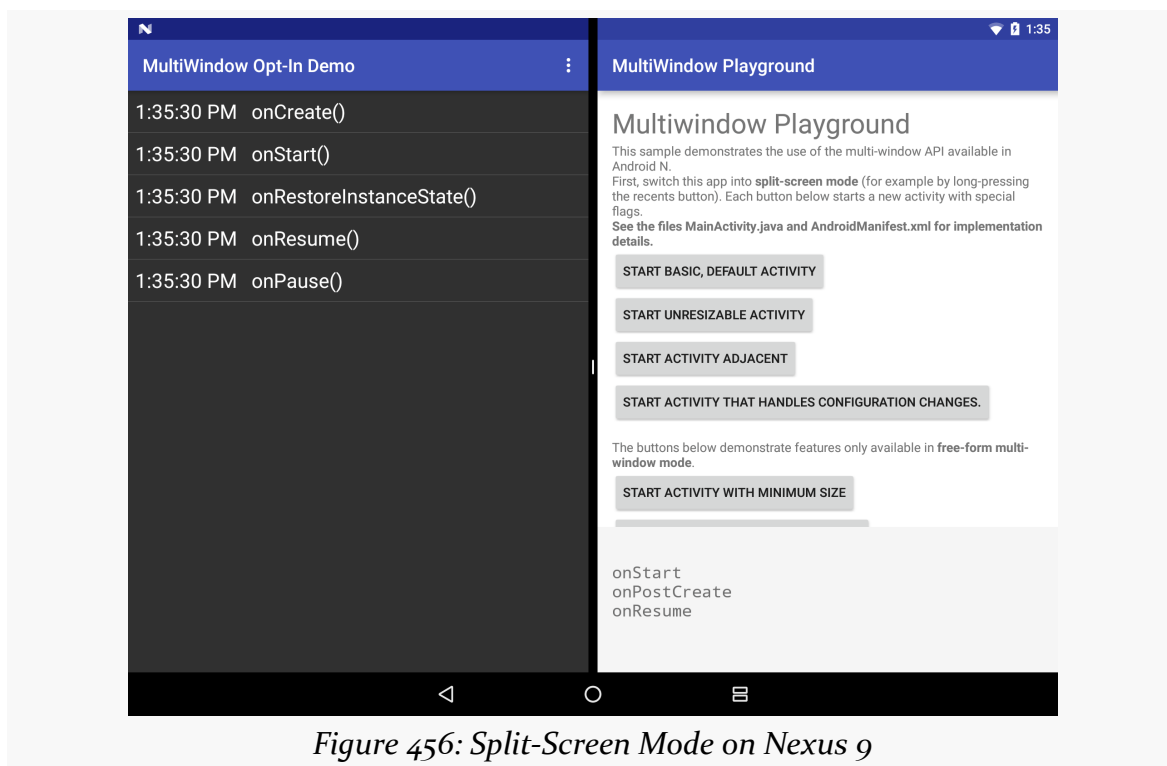 MultiWindow Opt-In Demo
1:35:30 PM onCreate()
1:35:30 PM onStart()
1:35:30 PM onRestoreInstanceState()
1:35:30 PM onResume()
1:35:30 PM onPause()
1:35
MultiWindow Playground
Multiwindow Playground
This sample demonstrates the use of the multi-window API available in
Android N.
First, switch this app into split-screen mode (for example by long-pressing
the recents button). Each button below starts a new activity with special
flags.
See the files MainActivity.java and AndroidManifest.xml for implementation
details.
START BASIC, DEFAULT ACTIVITY
START UNRESIZABLE ACTIVITY
START ACTIVITY ADJACENT
START ACTIVITY THAT HANDLES CONFIGURATION CHANGES.
The buttons below demonstrate features only available in free-form multi-
window mode.
START ACTIVITY WITH MINIMUM SIZE
onStart
onPostCreate
onResume
Figure 456: Split-Screen Mode on Nexus 9